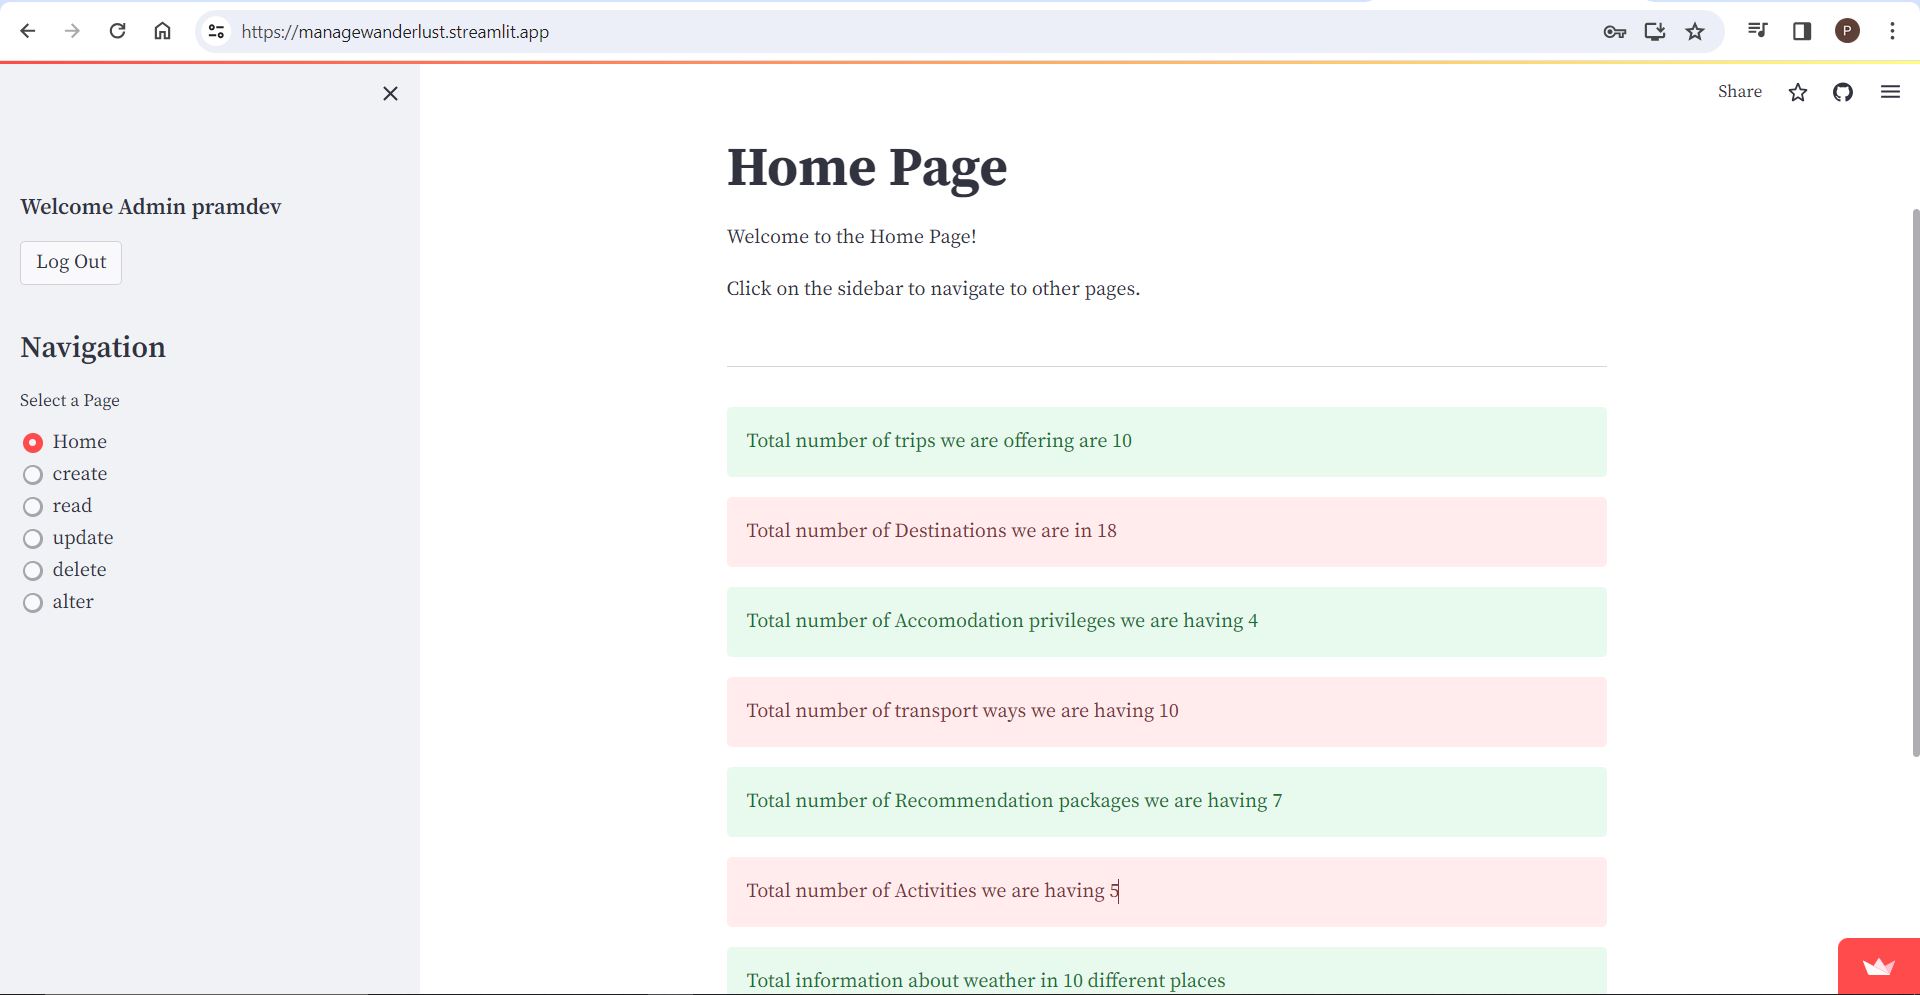 https://managewanderlust.streamlit.app
P
Share
Welcome Admin pramdev
Log Out
Navigation
Select a Page
Home
create
read
update
delete
alter
Home Page
Welcome to the Home Page!
Click on the sidebar to navigate to other pages.
Total number of trips we are offering are 10
Total number of Destinations we are in 18
Total number of Accomodation privileges we are having 4
Total number of transport ways we are having 10
Total number of Recommendation packages we are having 7
Total number of Activities we are having 5
Total information about weather in 10 different places